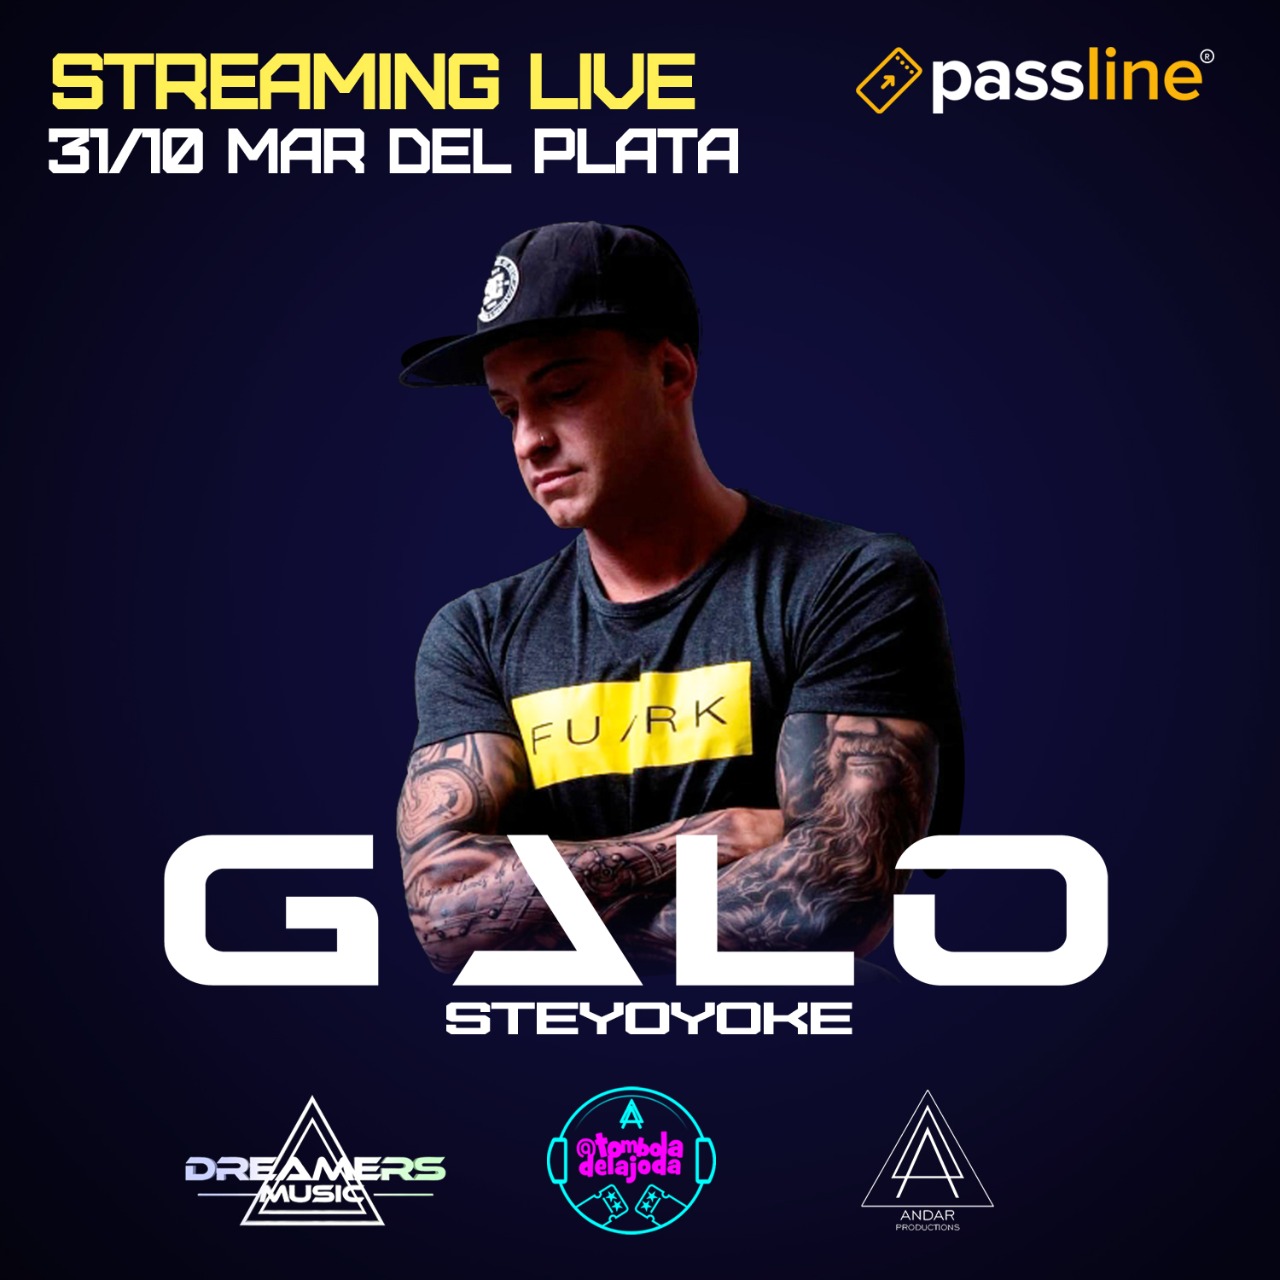 STREAMING LIVE
31/10 MAR DEL PLATA
passline®
FU/RK
GALO
STEYOYOKE
DREAMERS
MUSIC
@tombola
delajoda
ANDAR
PRODUCTIONS